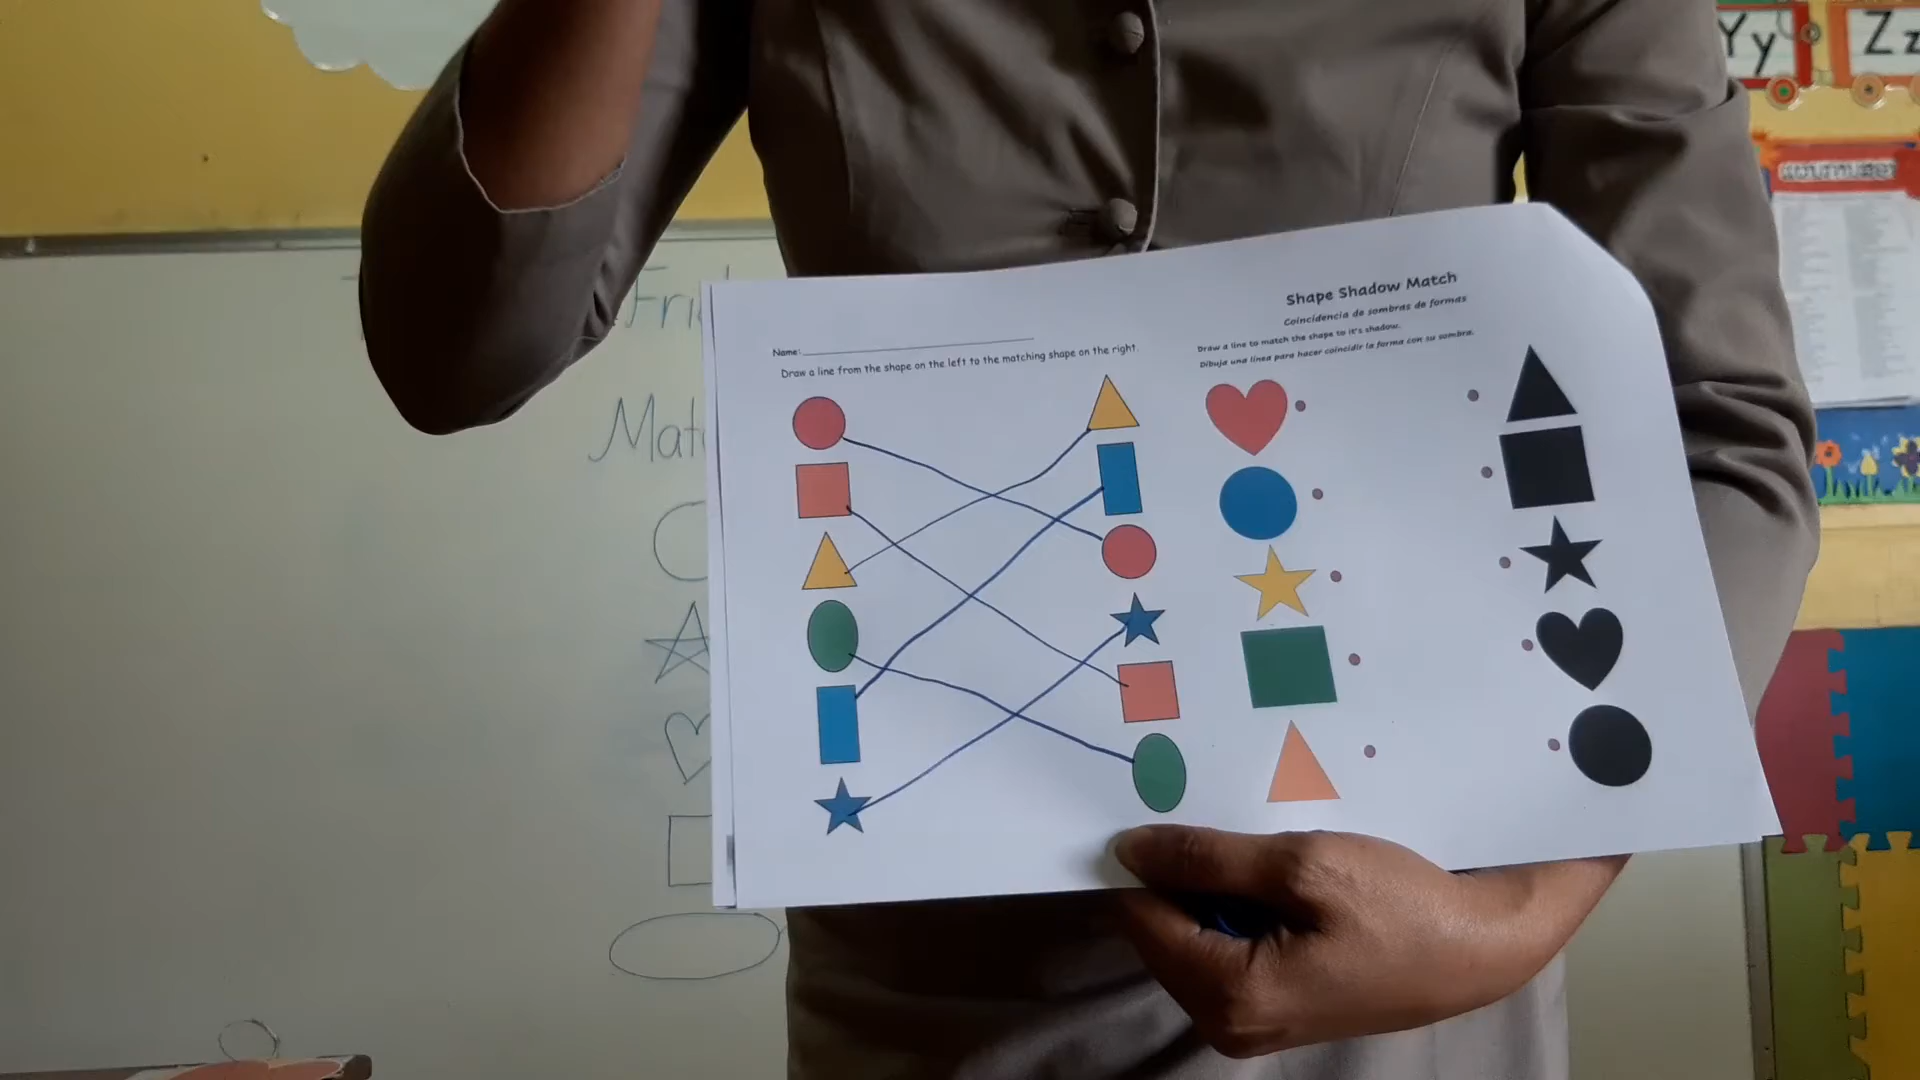 Yy
Zz
Fri
Mat
Name:
Draw a line from the shape on the left to the matching shape on the right.
Shape Shadow Match
Coincidencia de sombras de formas
Draw a line to match the shape to it's shadow.
Dibuja una línea para hacer coincidir la forma con su sombra.